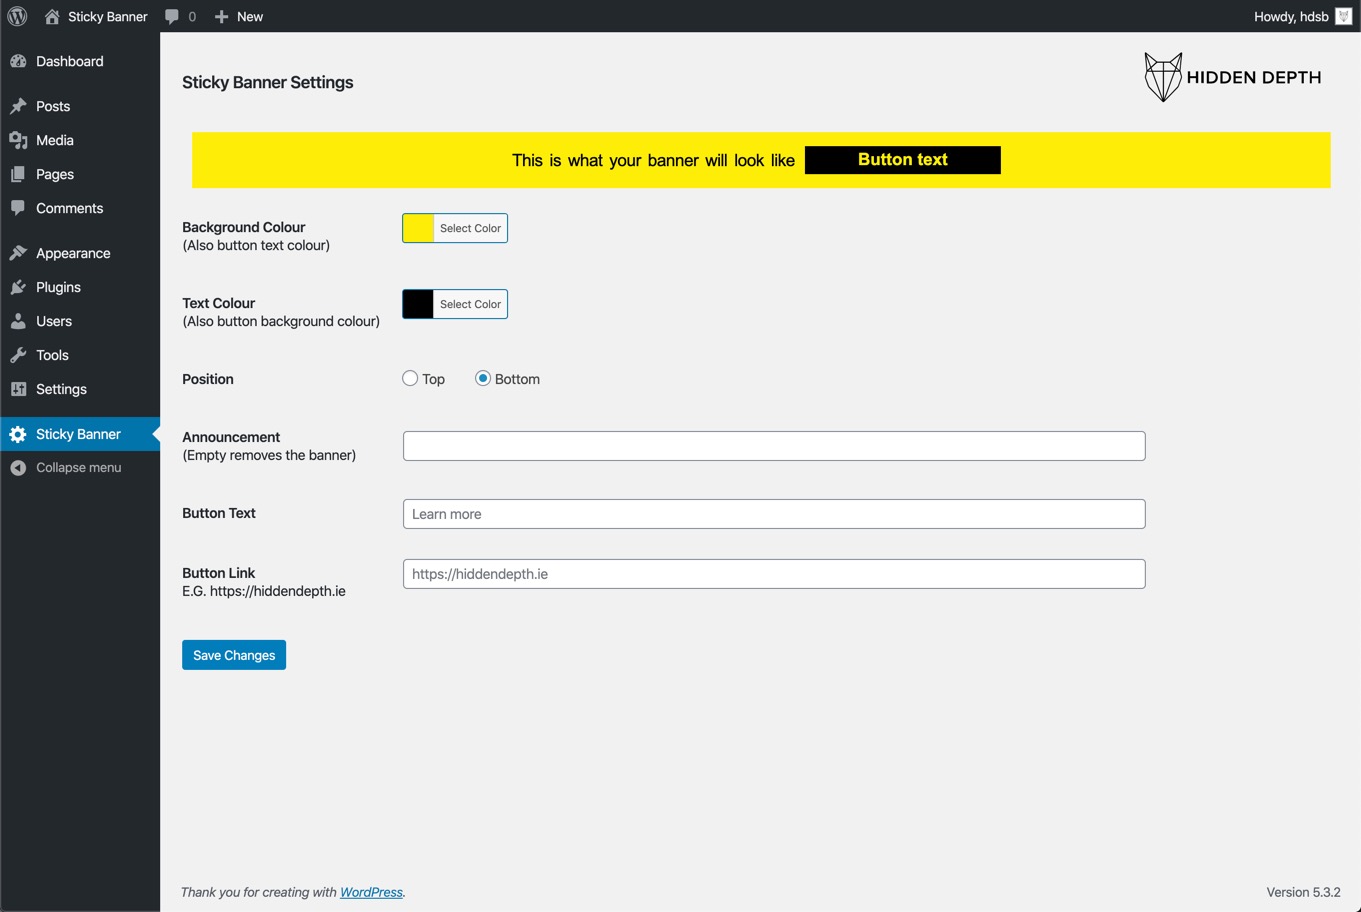 Sticky Banner
0
New
Howdy, hdsb
Dashboard
Posts
Media
Pages
Comments
Appearance
Plugins
Users
Tools
Settings
Sticky Banner
Collapse menu
Sticky Banner Settings
HIDDEN DEPTH
This is what your banner will look like
Button text
Background Colour
(Also button text colour)
Select Color
Text Colour
(Also button background colour)
Select Color
Position
Top
Bottom
Announcement
(Empty removes the banner)
Button Text
Learn more
Button Link
E.G. https://hiddendepth.ie
https://hiddendepth.ie
Save Changes
Thank you for creating with WordPress.
Version 5.3.2